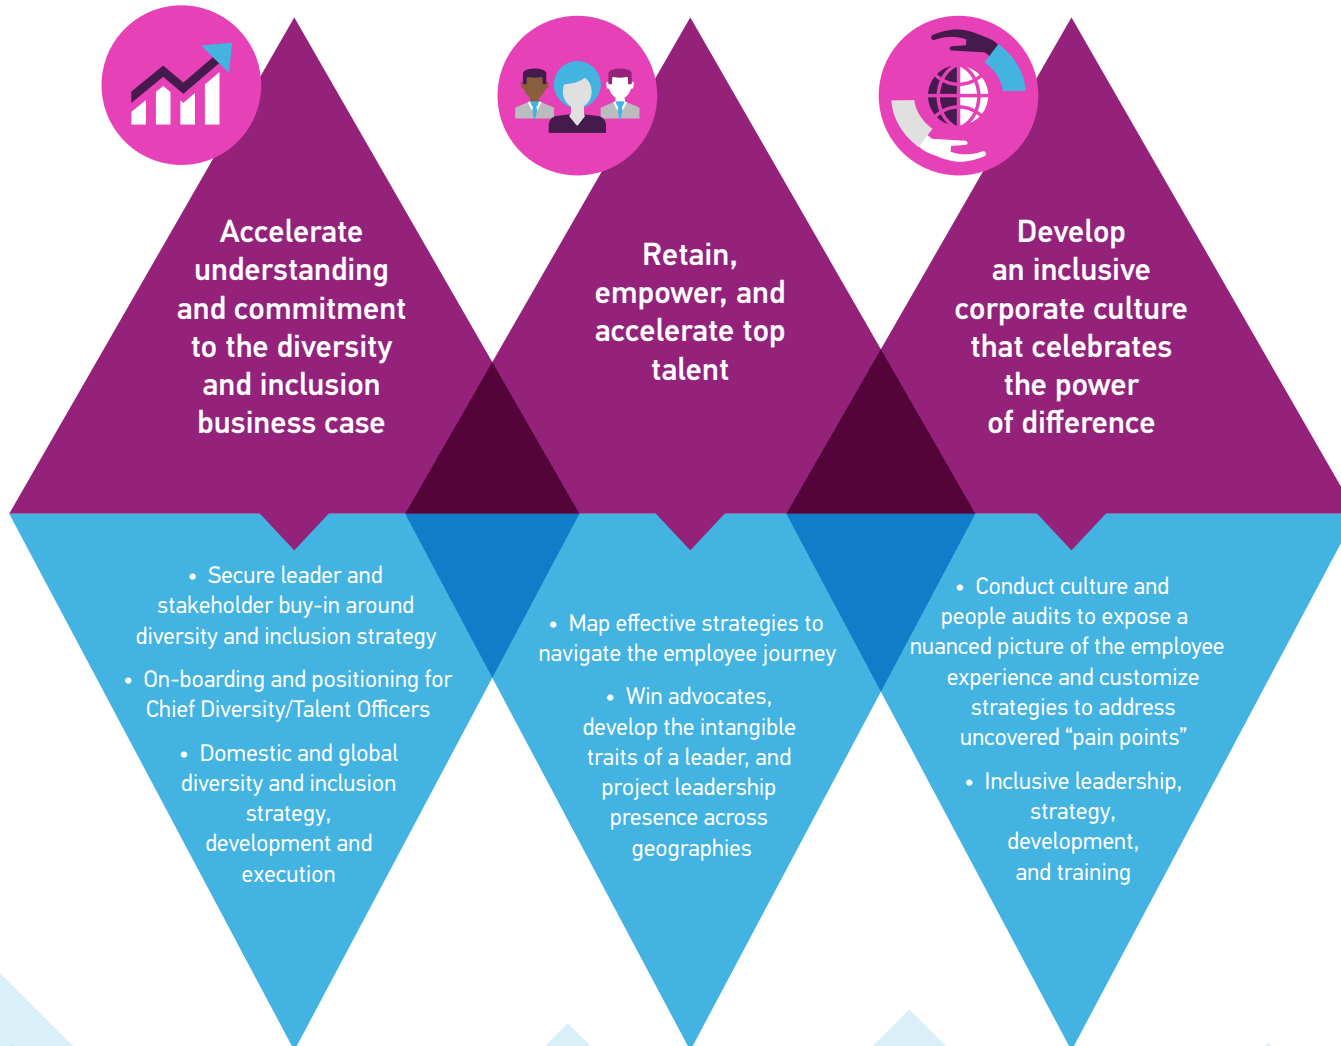 Accelerate
understanding
and commitment
to the diversity
and inclusion
business case
Retain,
empower, and
accelerate top
talent
Develop
an inclusive
corporate culture
that celebrates
the power
of difference
• Secure leader and
stakeholder buy-in around
diversity and inclusion strategy
• On-boarding and positioning for
Chief Diversity/Talent Officers
• Domestic and global
diversity and inclusion
strategy,
development and
execution
• Map effective strategies to
navigate the employee journey
• Win advocates,
develop the intangible
traits of a leader, and
project leadership
presence across
geographies
• Conduct culture and
people audits to expose a
nuanced picture of the employee
experience and customize
strategies to address
uncovered “pain points”
• Inclusive leadership,
strategy,
development,
and training